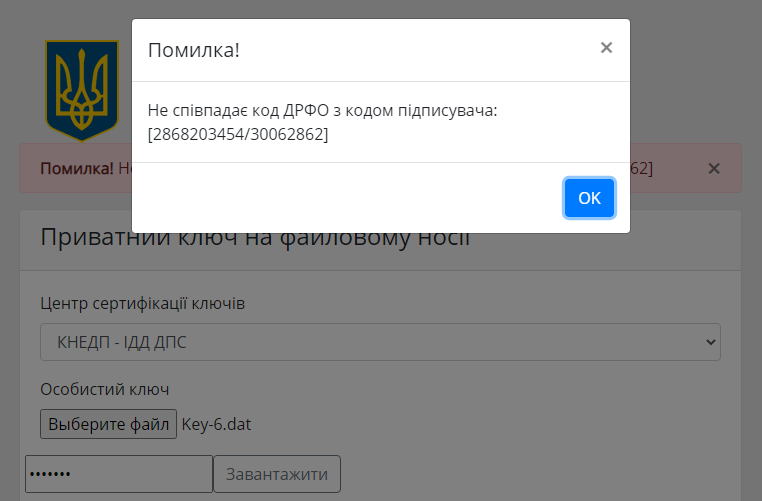 Помилка!
×
Не співпадає код ДРФО з кодом підписувача:
[2868203454/30062862]
Помилка!
62]
×
OK
Приватний ключ на файловому носії
Центр сертифікації ключів
КНЕДП - ІДД ДПС
Особистий ключ
Выберите файл Key-6.dat
•••••••
Завантажити